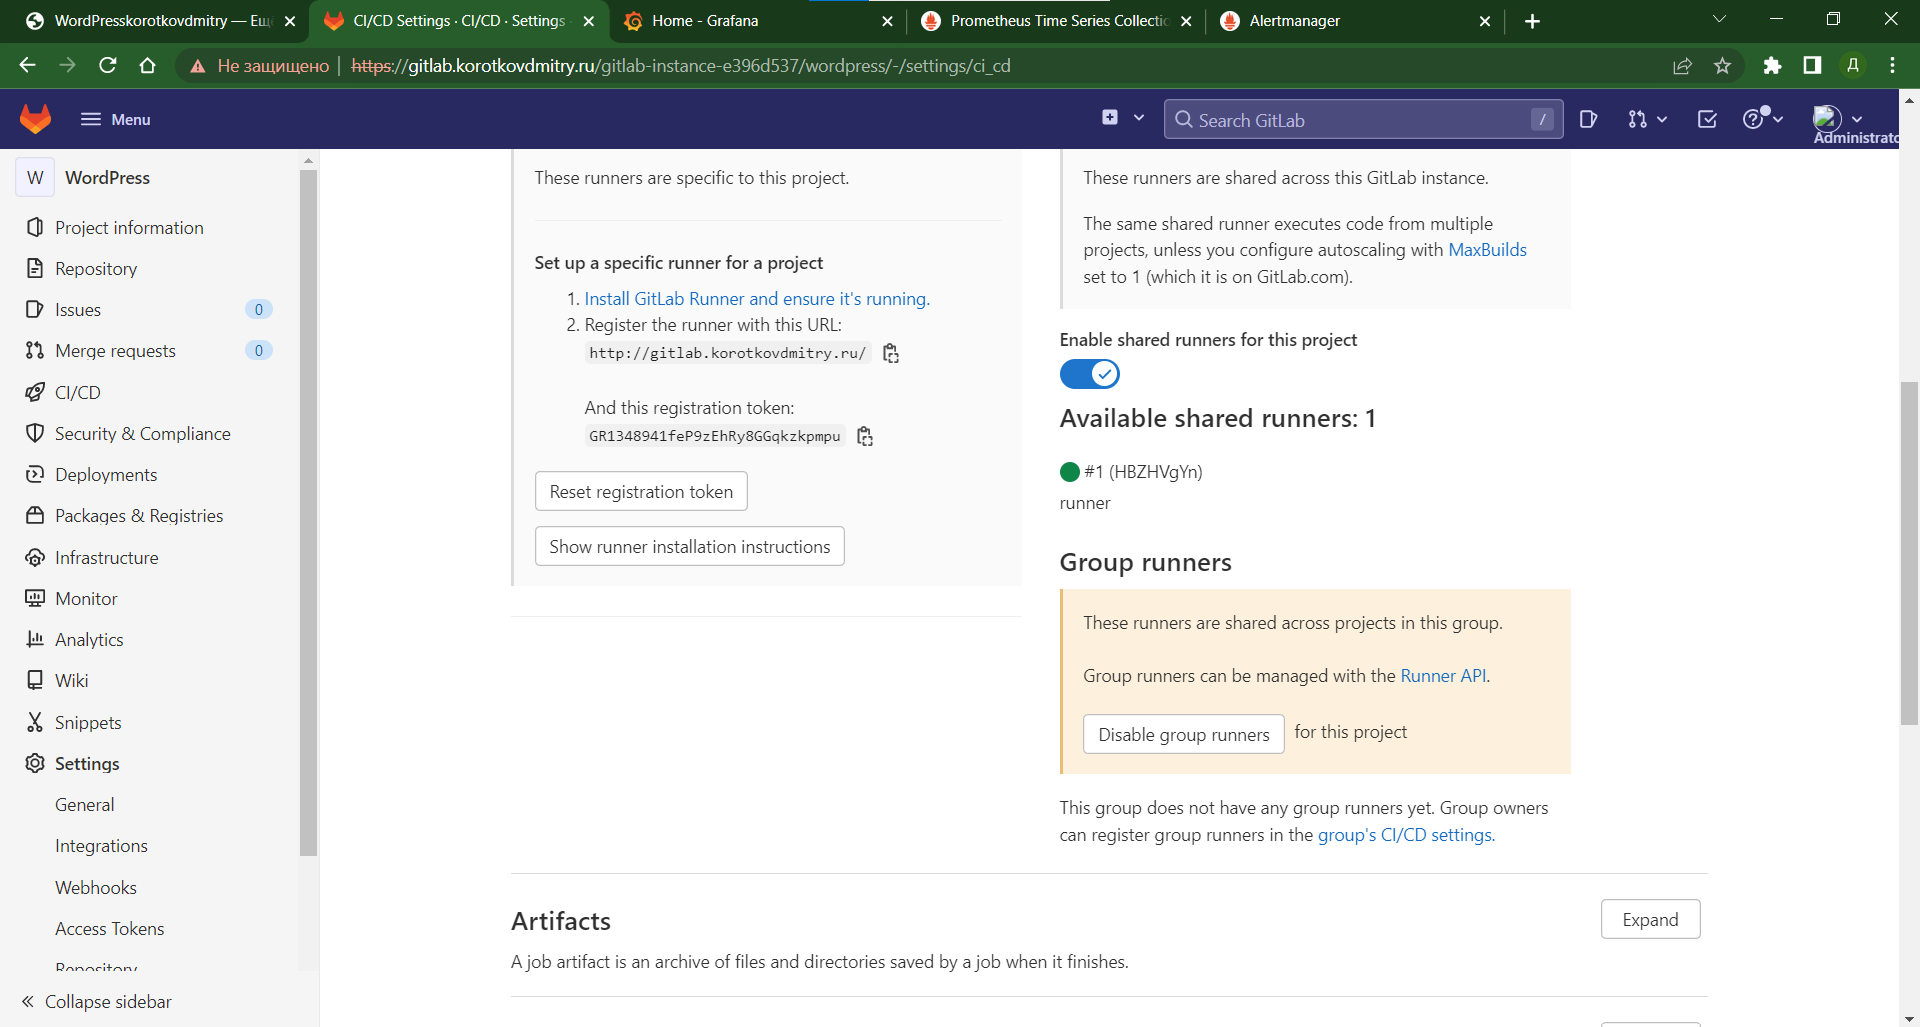 WordPresskorotkovdmitry — Ещё
CI/CD Settings · CI/CD · Settings
Home - Grafana
Prometheus Time Series Collectio
Alertmanager
Не защищено
https://gitlab.korotkovdmitry.ru/gitlab-instance-e396d537/wordpress/-/settings/ci_cd
Д
Menu
Search GitLab
/
Administrato
W
WordPress
Project information
Repository
Issues
0
Merge requests
0
CI/CD
Security & Compliance
Deployments
Packages & Registries
Infrastructure
Monitor
Analytics
Wiki
Snippets
Settings
General
Integrations
Webhooks
Access Tokens
Repository
Collapse sidebar
These runners are specific to this project.
Set up a specific runner for a project
1. Install GitLab Runner and ensure it's running.
2. Register the runner with this URL:
http://gitlab.korotkovdmitry.ru/
And this registration token:
GR1348941feP9zEhRy8GGqkzkpmpu
Reset registration token
Show runner installation instructions
These runners are shared across this GitLab instance.
The same shared runner executes code from multiple
projects, unless you configure autoscaling with MaxBuilds
set to 1 (which it is on GitLab.com).
Enable shared runners for this project
Available shared runners: 1
#1 (HBZHVgYn)
runner
Group runners
These runners are shared across projects in this group.
Group runners can be managed with the Runner API.
Disable group runners
for this project
This group does not have any group runners yet. Group owners
can register group runners in the group's CI/CD settings.
Artifacts
Expand
A job artifact is an archive of files and directories saved by a job when it finishes.